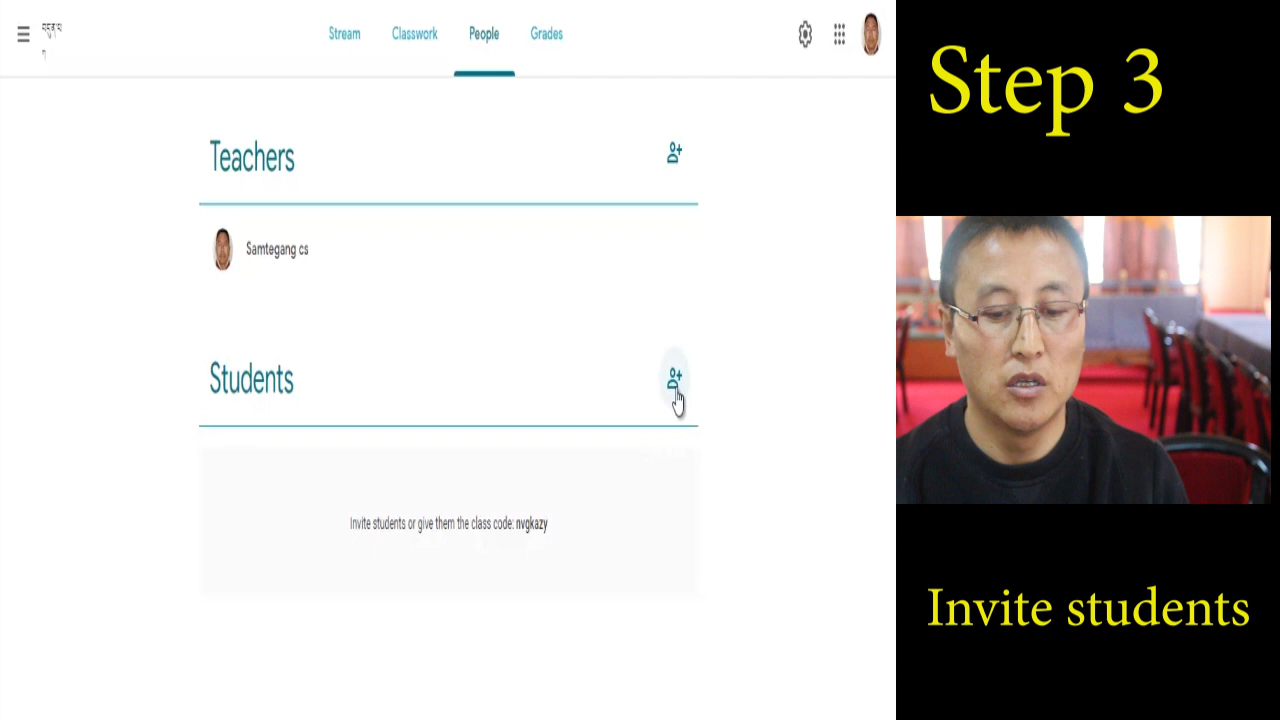 བདུན་པ
ཀ
Stream
Classwork
People
Grades
Step 3
Teachers
Samtegang cs
Students
Invite students or give them the class code: nvgkazy
Invite students